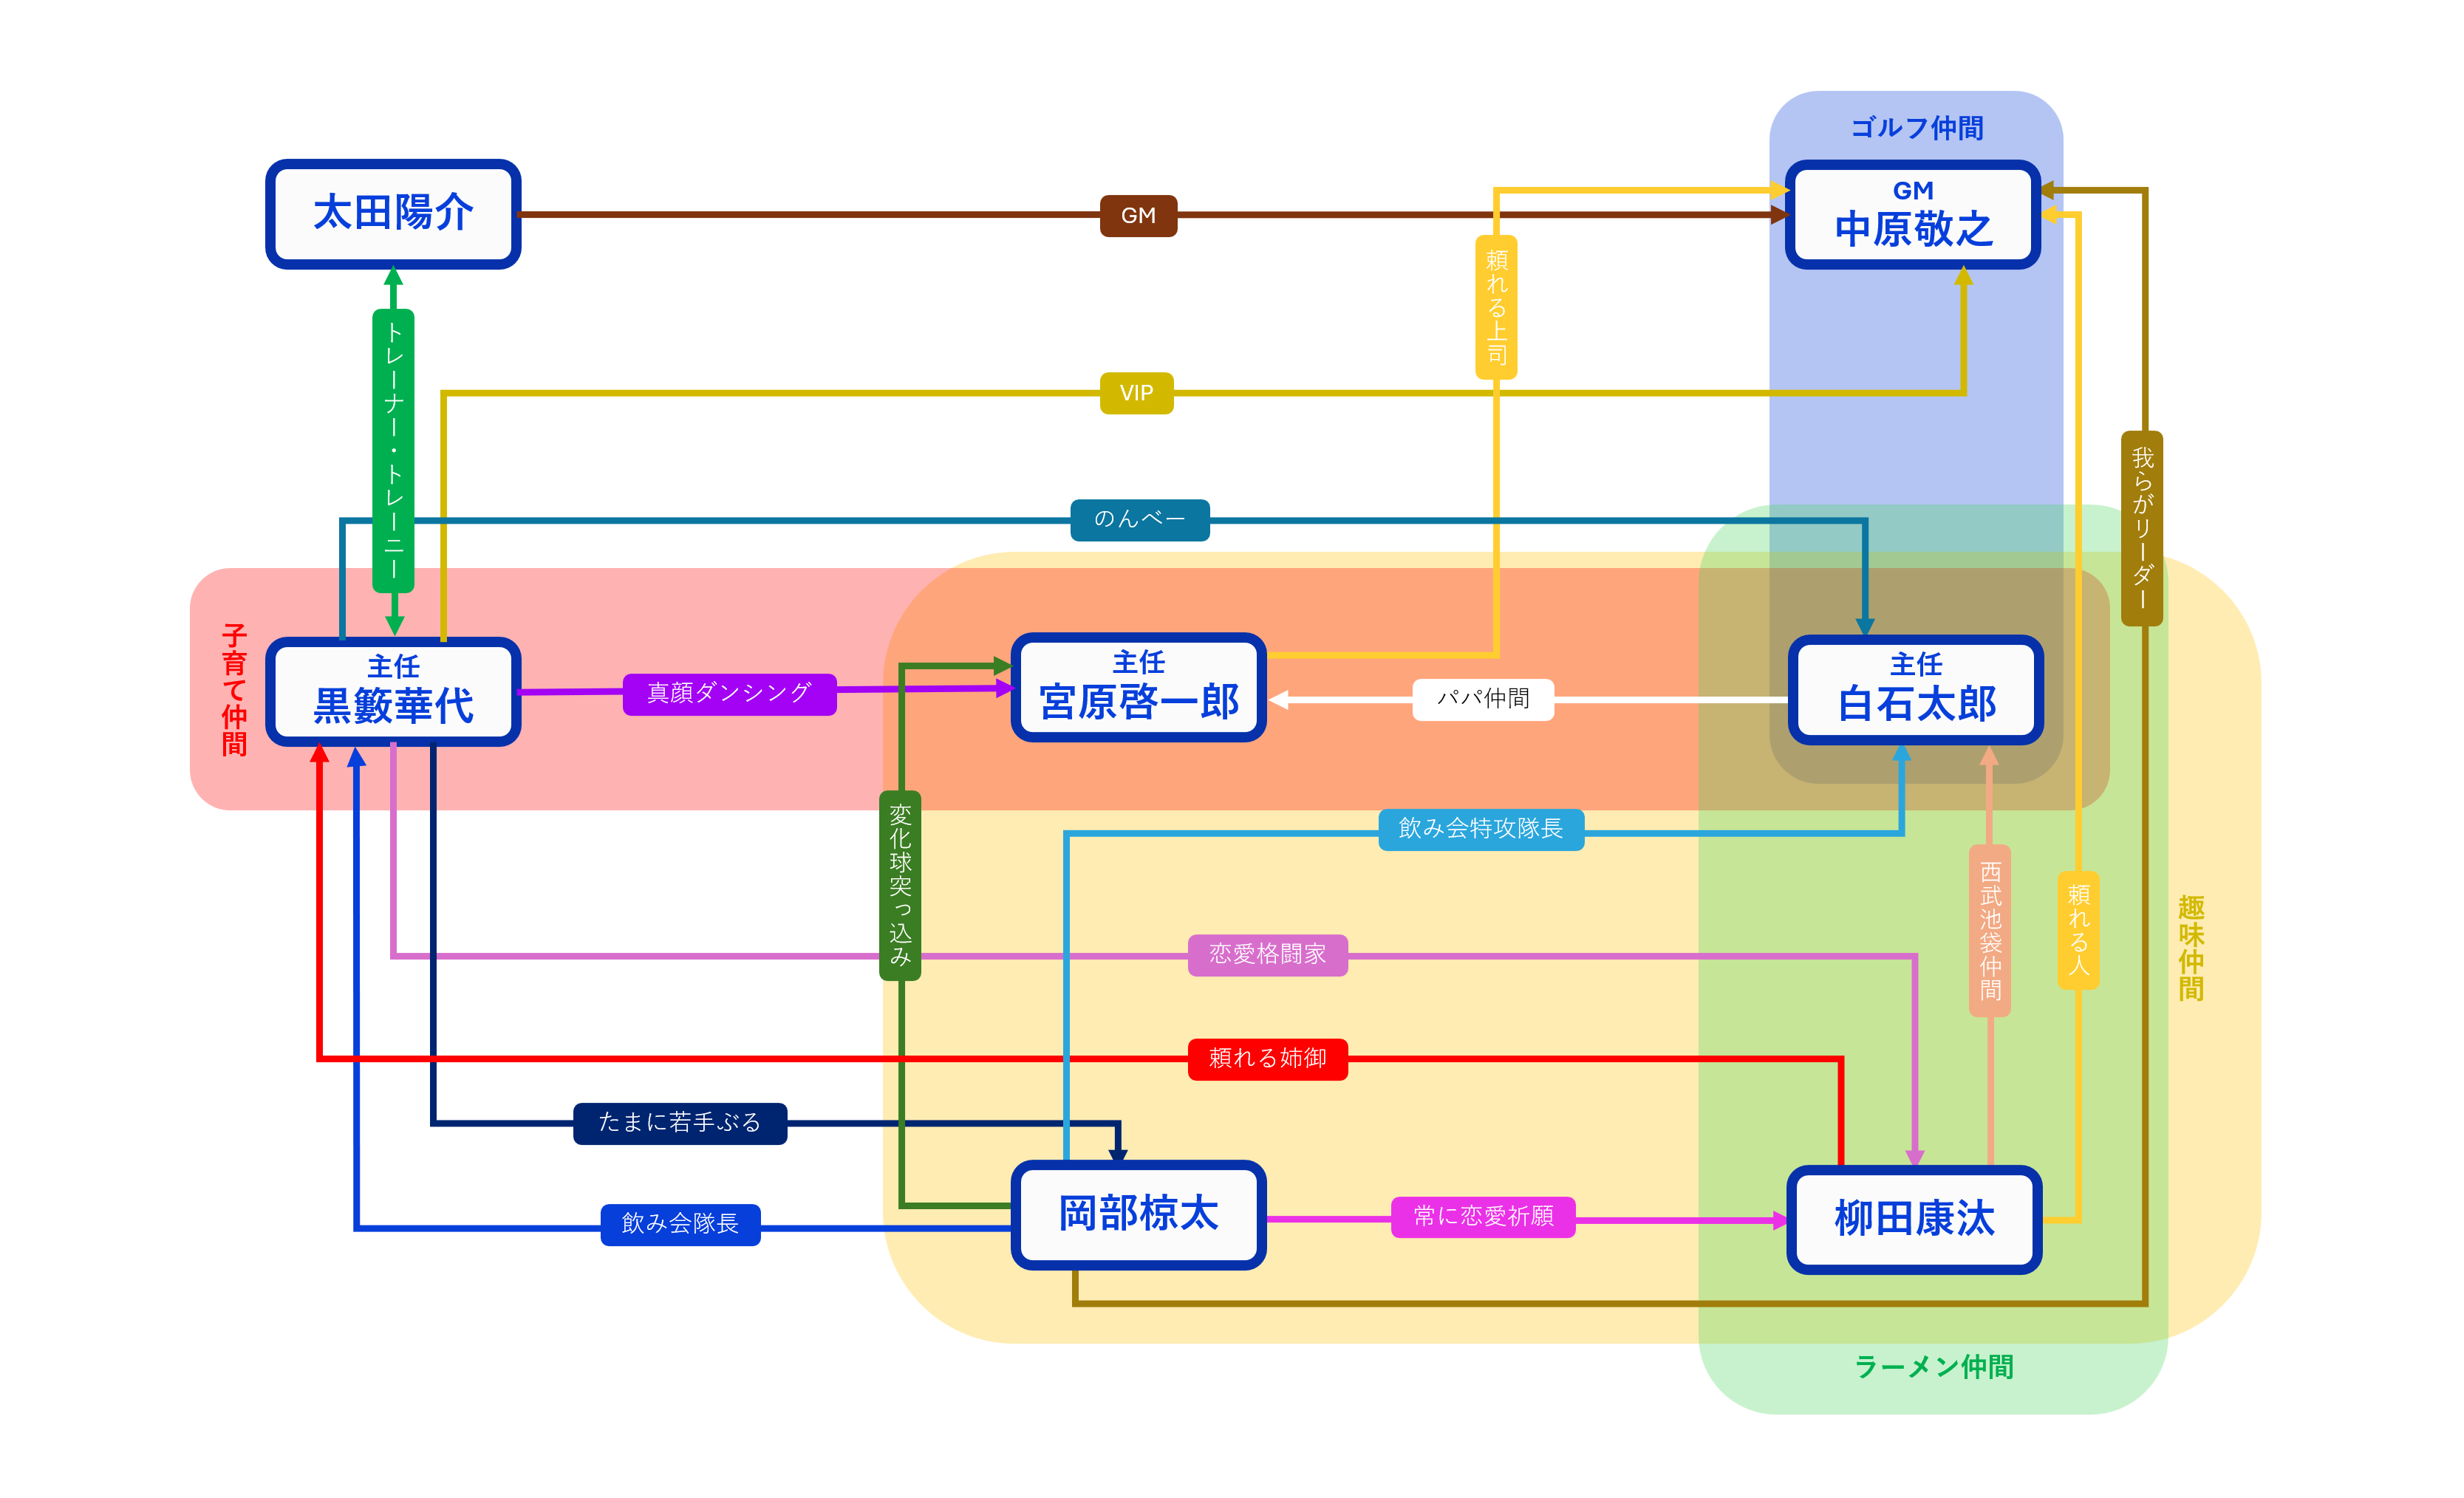 ゴルフ仲間
太田陽介
GM
GM
中原敬之
頼れる上司
トレーナー・トレーニー
VIP
我らがリーダー
のんべー
子育て仲間
主任
黒籔華代
真顔ダンシング
主任
宮原啓一郎
パパ仲間
主任
白石太郎
変化球突っ込み
飲み会特攻隊長
西武池袋仲間
頼れる人
趣味仲間
恋愛格闘家
頼れる姉御
たまに若手ぶる
飲み会隊長
岡部椋太
常に恋愛祈願
柳田康汰
ラーメン仲間